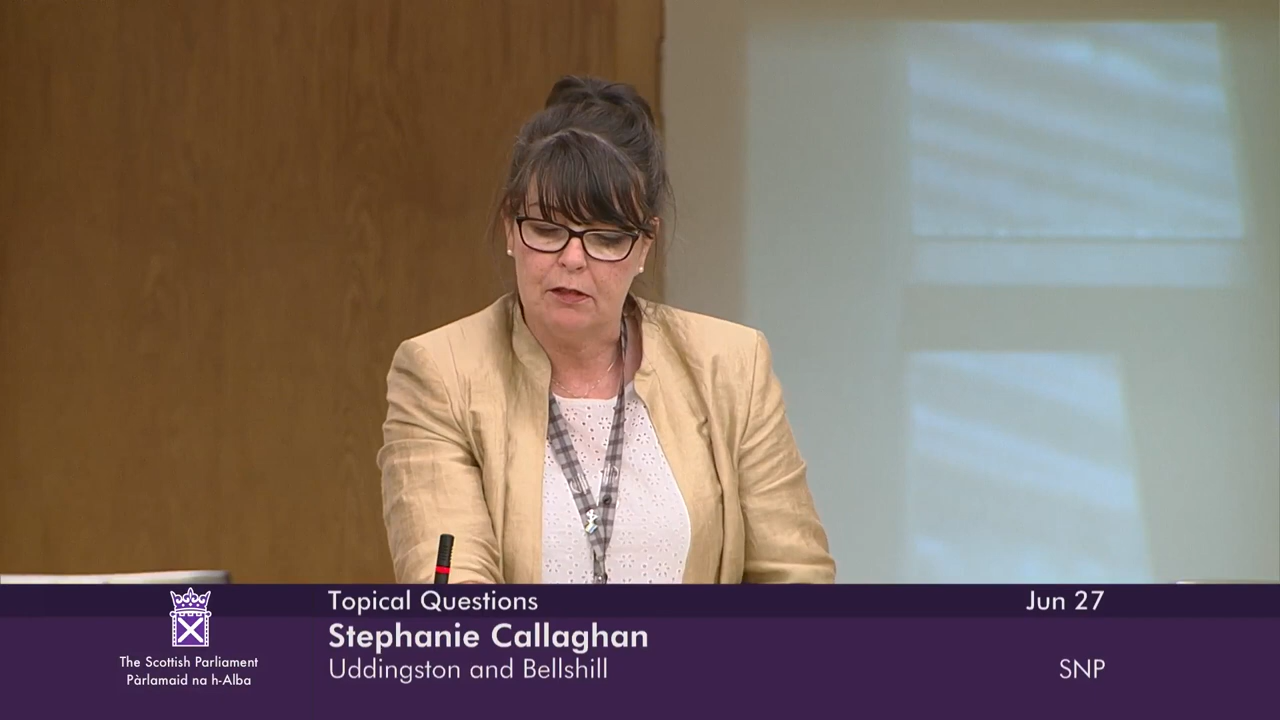 Topical Questions
Jun 27
Stephanie Callaghan
Uddingston and Bellshill
SNP
The Scottish Parliament
Pàrlamaid na h-Alba